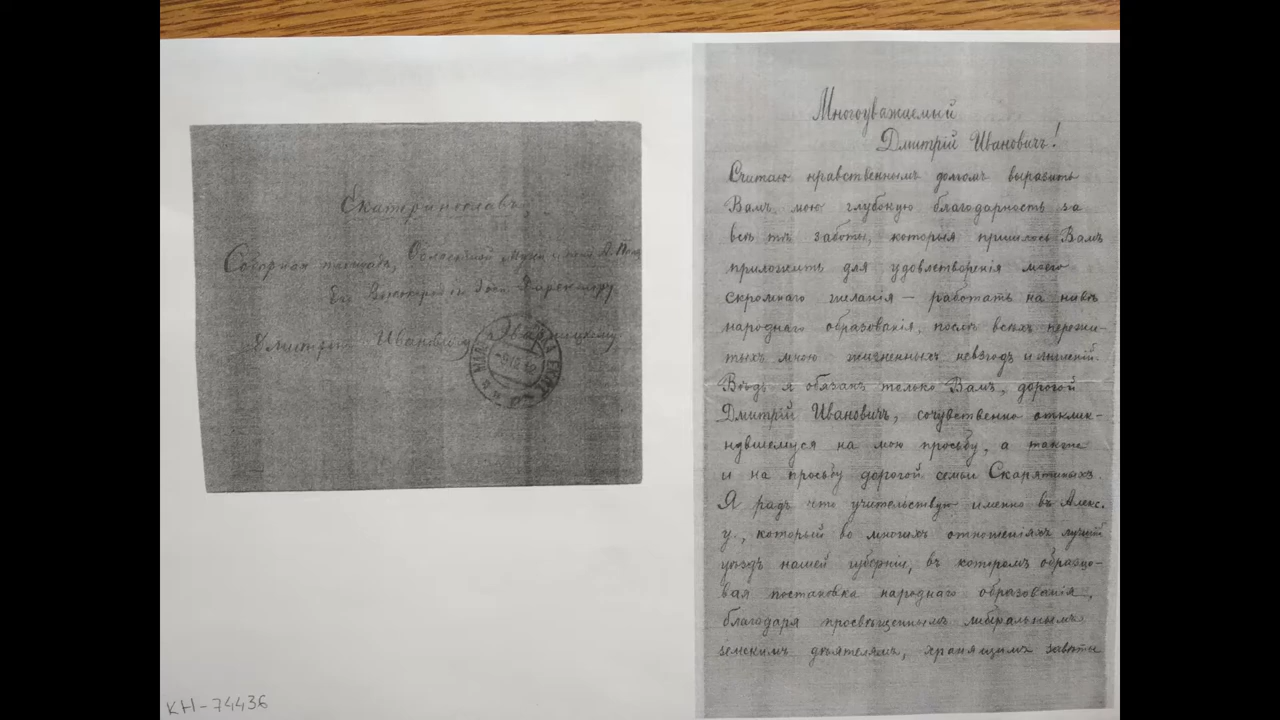 Екатеринославъ,
Соборная площадь, Областной Музей имени А. Поля
Его Высокородію Директору
Дмитрію Ивановичу Эварницкому
КН-74436
Многоуважаемый
Дмитрій Ивановичъ!
Считаю нравственнымъ долгомъ выразить
Вамъ мою глубокую благодарность за
всѣ тѣ заботы, которыя пришлось Вамъ
приложить для удовлетворенія моего
скромнаго желанія — работать на нивѣ
народнаго образованія, послѣ всѣхъ пережи-
тыхъ мною жизненныхъ невзгодъ и лишеній.
Вѣдь я обязанъ только Вамъ, дорогой
Дмитрій Ивановичъ, сочувственно отклик-
нувшемуся на мою просьбу, а также
и на просьбу дорогой семьи Скарятиныхъ.
Я радъ что учительствую именно въ Алекс.
у., который во многихъ отношеніяхъ лучшій
уѣздъ нашей губерніи, въ которомъ образцо-
вая постановка народнаго образованія,
благодаря просвѣщеннымъ либеральнымъ
земскимъ дѣятелямъ, хранящимъ завѣты